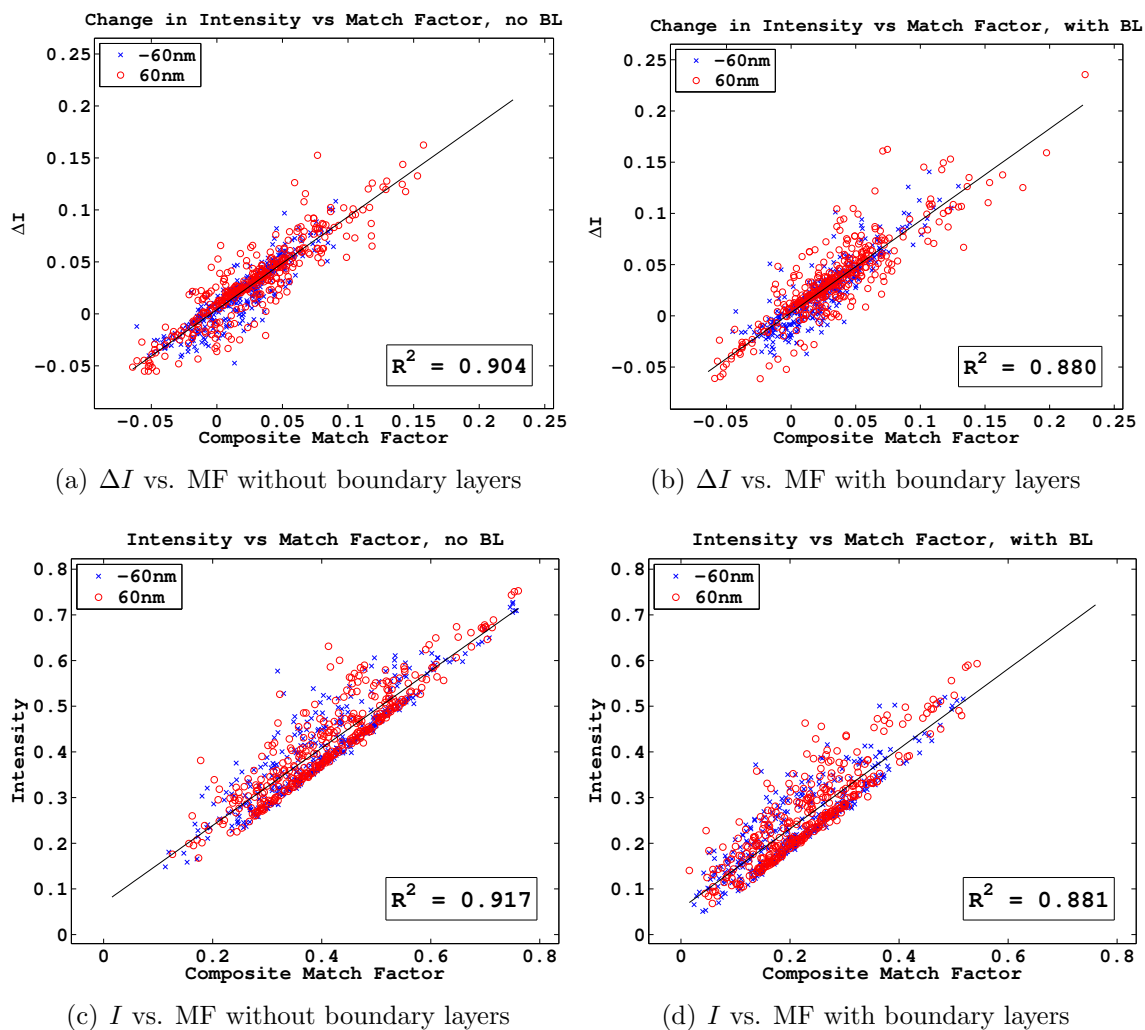 Change in Intensity vs Match Factor, no BL
0.25
0.2
0.15
0.1
0.05
0
−0.05
ΔI
× −60nm
○ 60nm
R² = 0.904
−0.05 0 0.05 0.1 0.15 0.2 0.25
Composite Match Factor
(a) ΔI vs. MF without boundary layers
Change in Intensity vs Match Factor, with BL
0.25
0.2
0.15
0.1
0.05
0
−0.05
ΔI
× −60nm
○ 60nm
R² = 0.880
−0.05 0 0.05 0.1 0.15 0.2 0.25
Composite Match Factor
(b) ΔI vs. MF with boundary layers
Intensity vs Match Factor, no BL
0.8
0.7
0.6
0.5
0.4
0.3
0.2
0.1
0
Intensity
× −60nm
○ 60nm
R² = 0.917
0 0.2 0.4 0.6 0.8
Composite Match Factor
(c) I vs. MF without boundary layers
Intensity vs Match Factor, with BL
0.8
0.7
0.6
0.5
0.4
0.3
0.2
0.1
0
Intensity
× −60nm
○ 60nm
R² = 0.881
0 0.2 0.4 0.6 0.8
Composite Match Factor
(d) I vs. MF with boundary layers